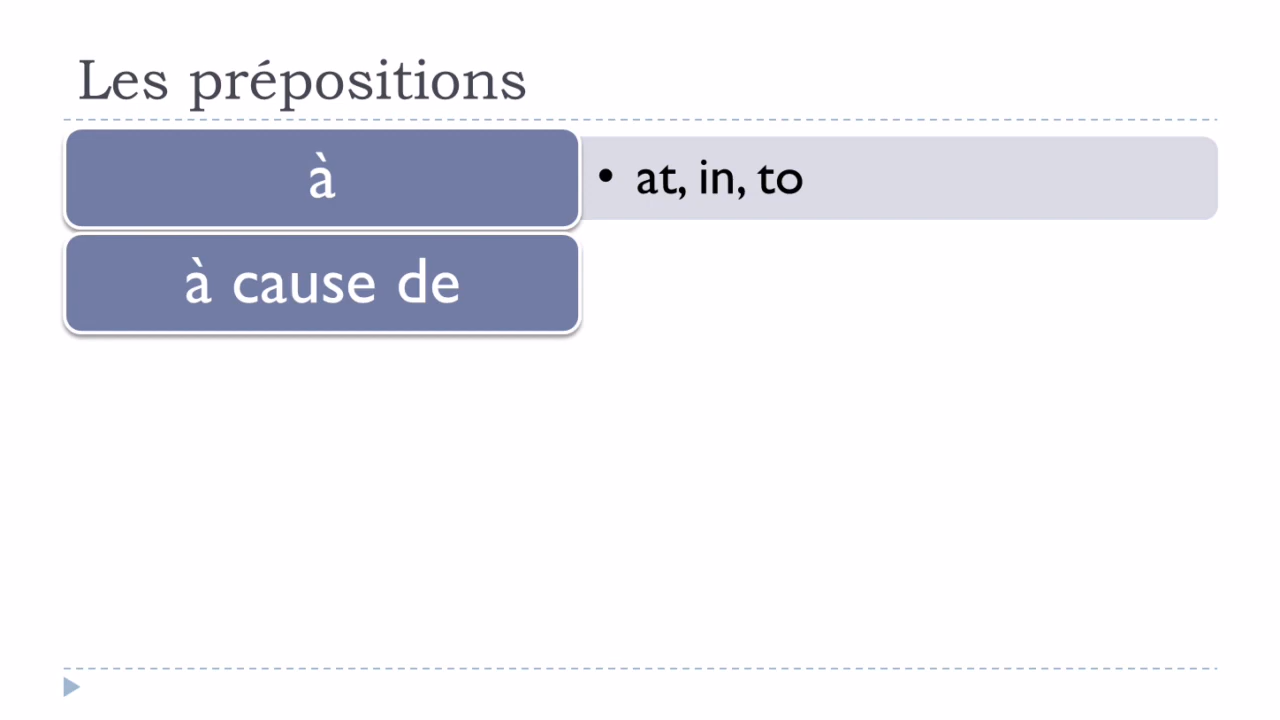 Les prépositions
à
• at, in, to
à cause de